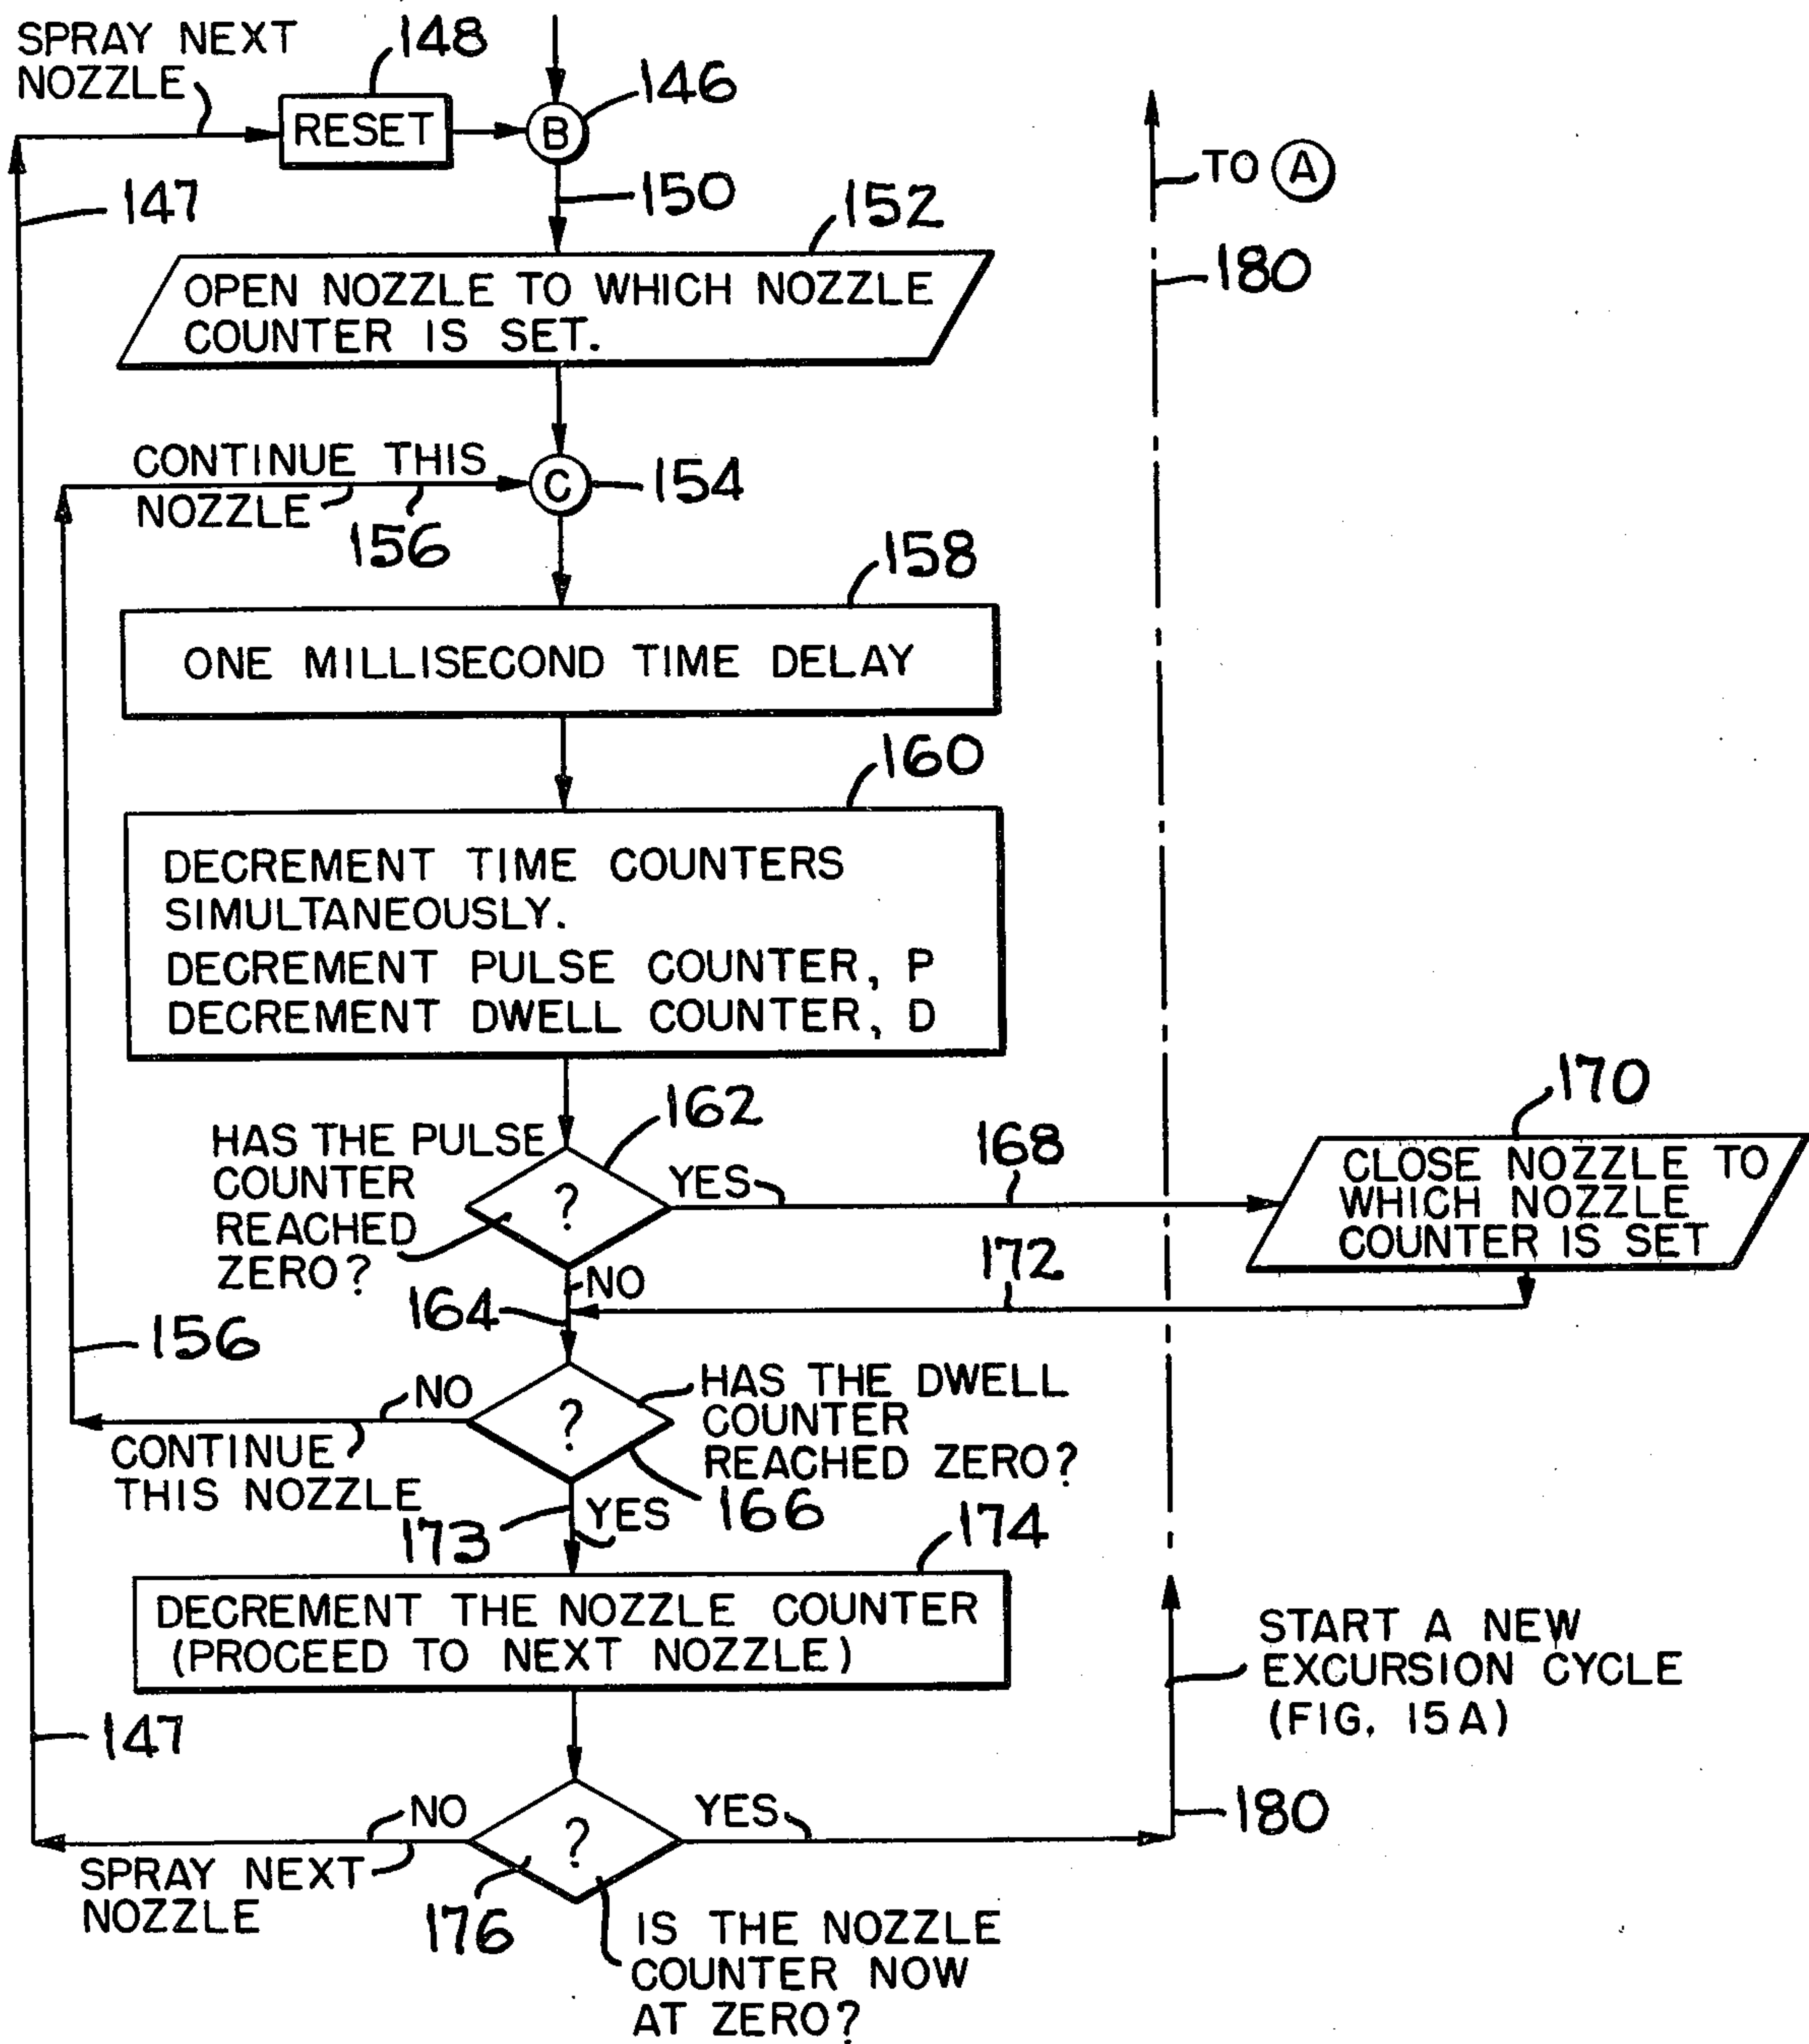 SPRAY NEXT
NOZZLE
148
RESET
B
146
TO A
147
150
152
180
OPEN NOZZLE TO WHICH NOZZLE
COUNTER IS SET.
CONTINUE THIS
NOZZLE
156
C
154
158
ONE MILLISECOND TIME DELAY
160
DECREMENT TIME COUNTERS
SIMULTANEOUSLY.
DECREMENT PULSE COUNTER, P
DECREMENT DWELL COUNTER, D
162
HAS THE PULSE
COUNTER
REACHED
ZERO?
?
YES
168
170
CLOSE NOZZLE TO
WHICH NOZZLE
COUNTER IS SET
NO
172
164
156
NO
?
HAS THE DWELL
COUNTER
REACHED ZERO?
CONTINUE
THIS NOZZLE
166
173
YES
174
DECREMENT THE NOZZLE COUNTER
(PROCEED TO NEXT NOZZLE)
START A NEW
EXCURSION CYCLE
(FIG. 15A)
147
NO
?
YES
180
SPRAY NEXT
NOZZLE
176
IS THE NOZZLE
COUNTER NOW
AT ZERO?